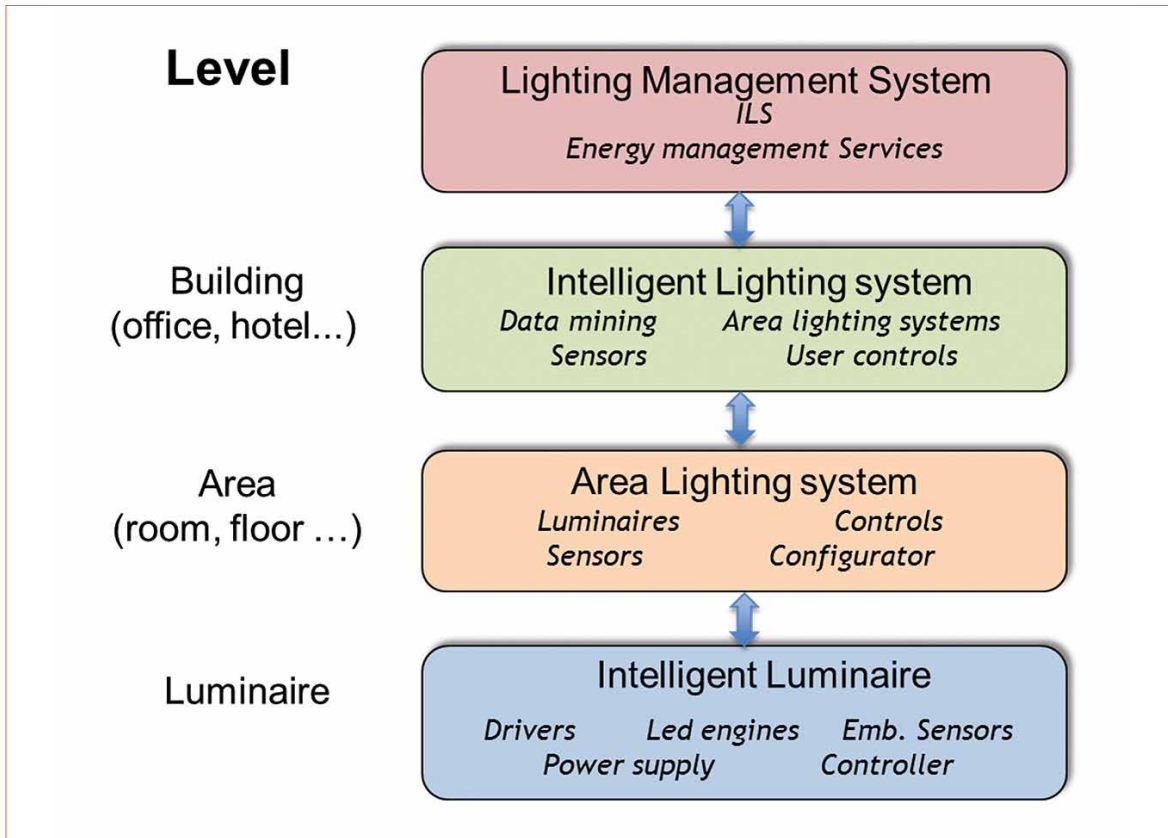 Level
Lighting Management System
ILS
Energy management Services
Building
(office, hotel...)
Intelligent Lighting system
Data mining Area lighting systems
Sensors User controls
Area
(room, floor ...)
Area Lighting system
Luminaires Controls
Sensors Configurator
Luminaire
Intelligent Luminaire
Drivers Led engines Emb. Sensors
Power supply Controller